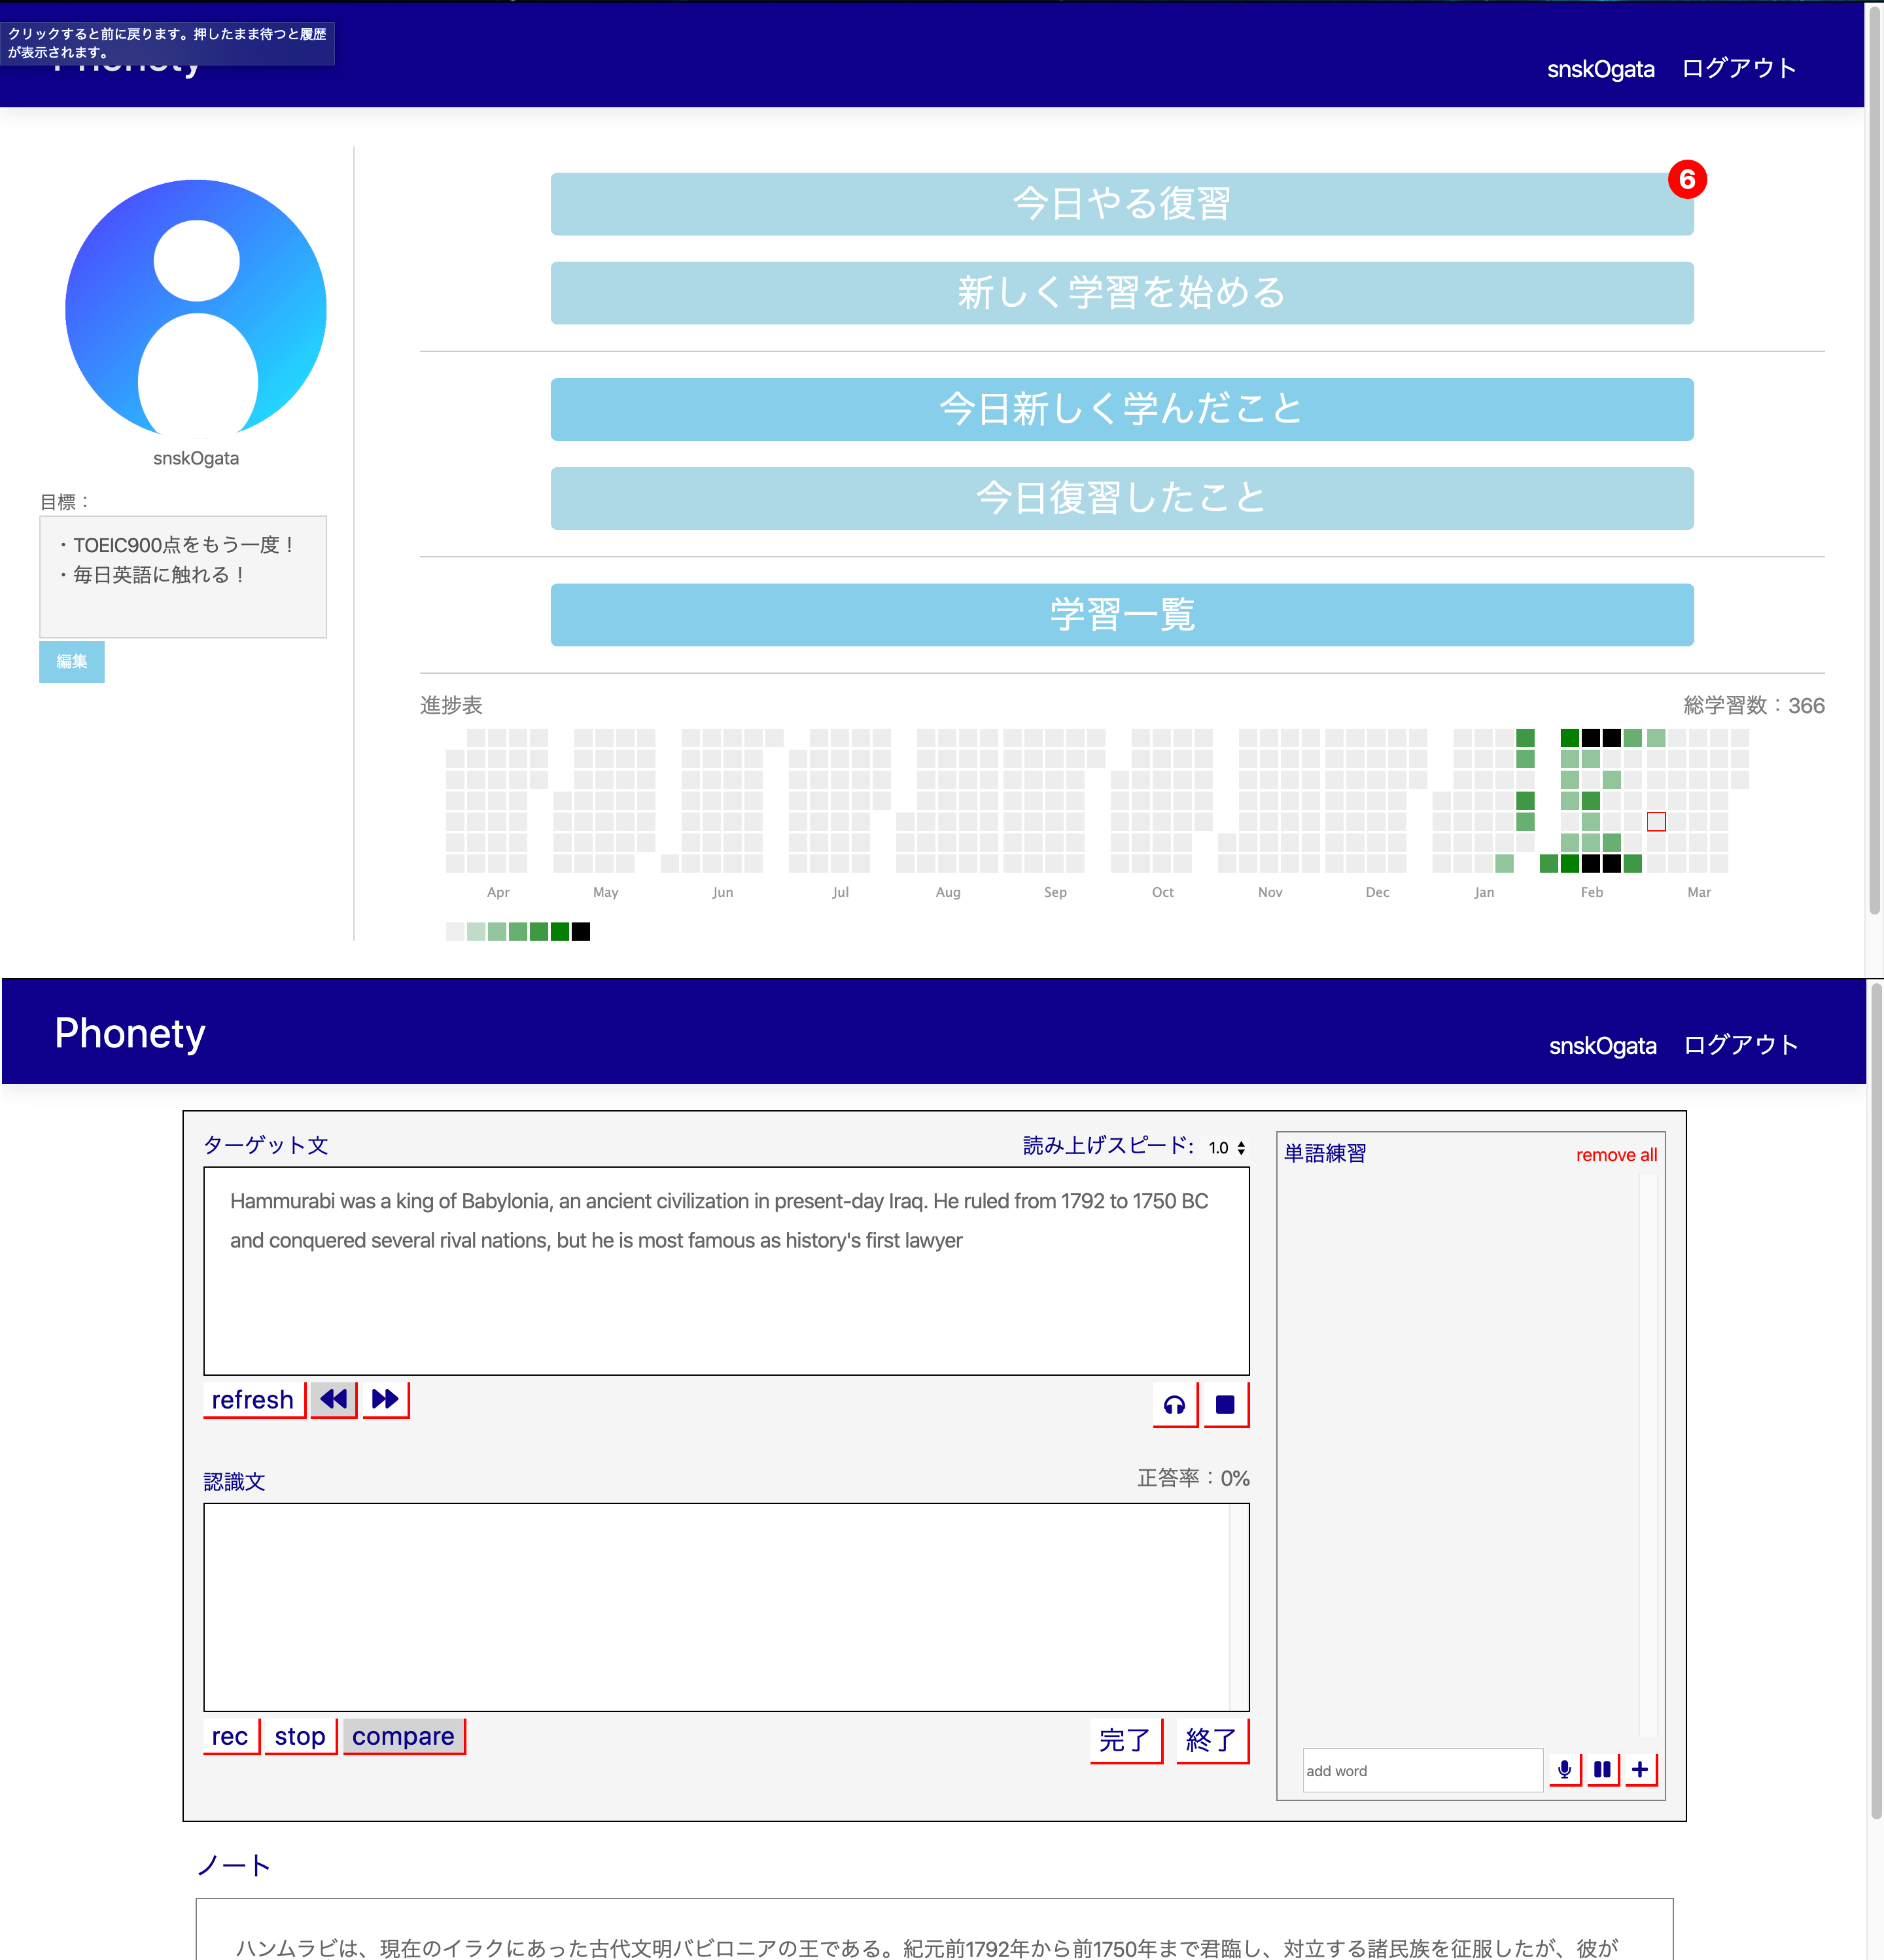 クリックすると前に戻ります。押したまま待つと履歴
が表示されます。
Phonety
snskOgata ログアウト
snskOgata
目標：
・TOEIC900点をもう一度！
・毎日英語に触れる！
編集
今日やる復習
6
新しく学習を始める
今日新しく学んだこと
今日復習したこと
学習一覧
進捗表 総学習数：366
Apr May Jun Jul Aug Sep Oct Nov Dec Jan Feb Mar
Phonety
snskOgata ログアウト
ターゲット文 読み上げスピード: 1.0
Hammurabi was a king of Babylonia, an ancient civilization in present-day Iraq. He ruled from 1792 to 1750 BC
and conquered several rival nations, but he is most famous as history's first lawyer
refresh
認識文 正答率：0%
rec stop compare 完了 終了
単語練習 remove all
add word
ノート
ハンムラビは、現在のイラクにあった古代文明バビロニアの王である。紀元前1792年から前1750年まで君臨し、対立する諸民族を征服したが、彼が